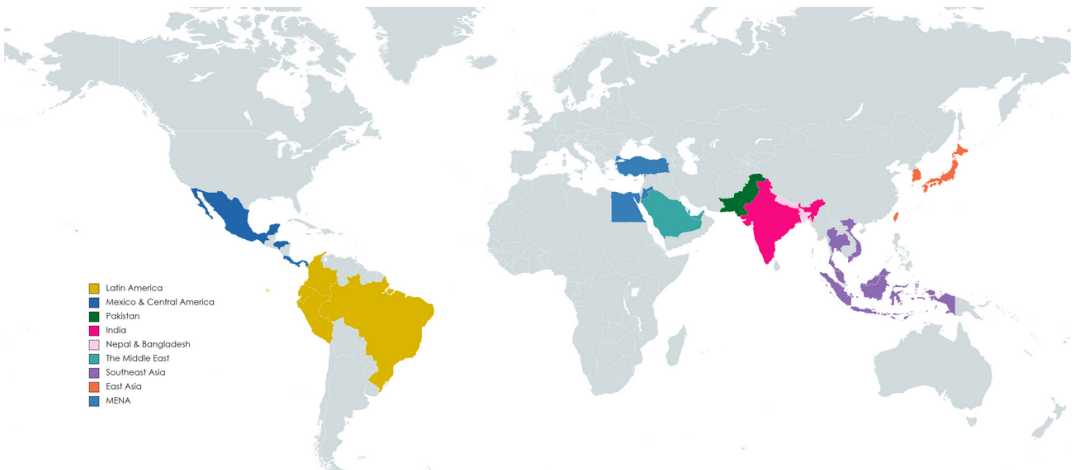 Latin America
Mexico & Central America
Pakistan
India
Nepal & Bangladesh
The Middle East
Southeast Asia
East Asia
MENA